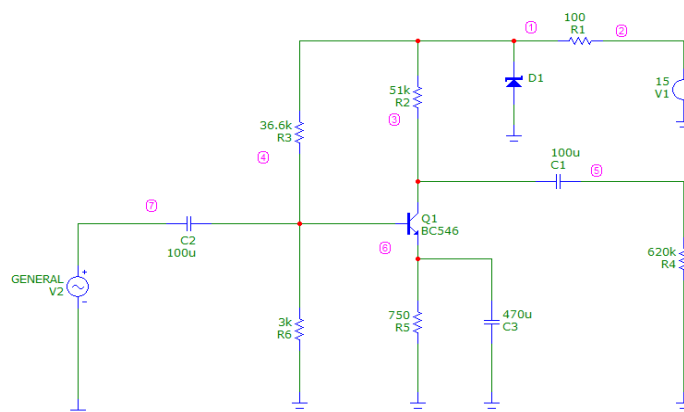 ①
100
R1
②
15
V1
D1
51k
R2
③
36.6k
R3
④
100u
C1
⑤
Q1
BC546
⑥
⑦
C2
100u
GENERAL
V2
3k
R6
750
R5
470u
C3
620k
R4
+
-